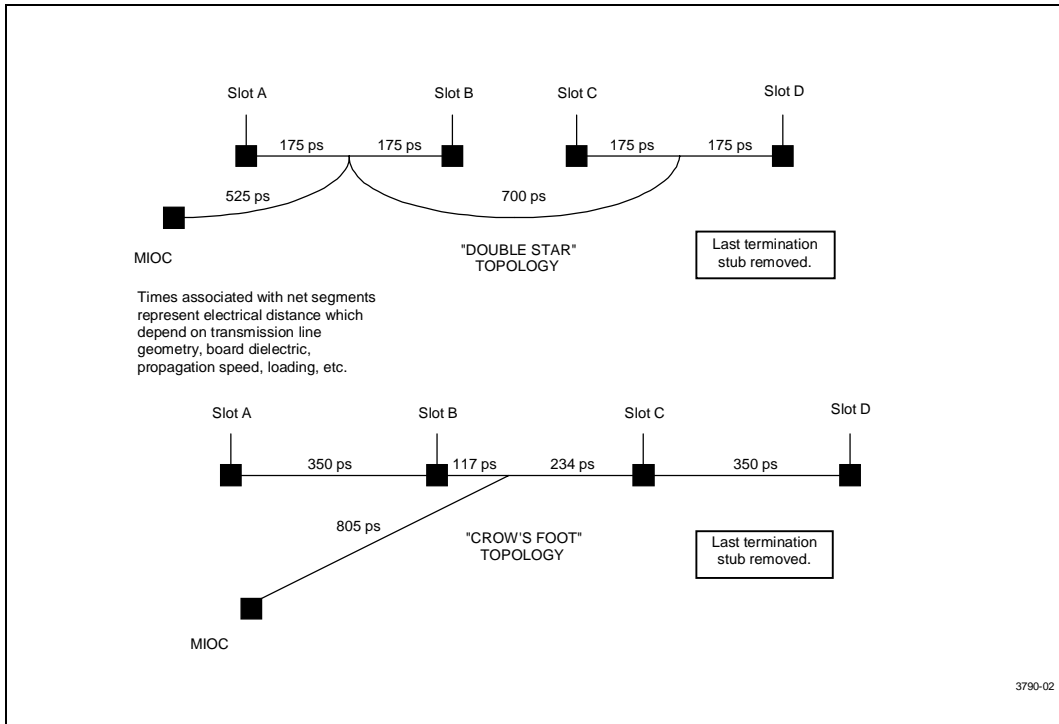 Slot A
Slot B
Slot C
Slot D
175 ps
175 ps
175 ps
175 ps
525 ps
700 ps
MIOC
"DOUBLE STAR"
TOPOLOGY
Last termination
stub removed.
Times associated with net segments
represent electrical distance which
depend on transmission line
geometry, board dielectric,
propagation speed, loading, etc.
Slot A
Slot B
Slot C
Slot D
350 ps
117 ps
234 ps
350 ps
805 ps
"CROW'S FOOT"
TOPOLOGY
Last termination
stub removed.
MIOC
3790-02